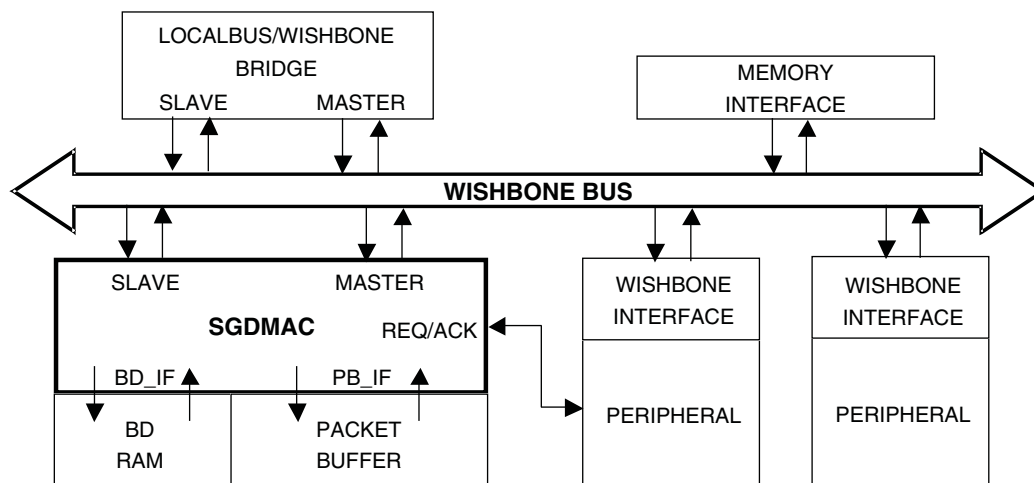 LOCALBUS/WISHBONE
BRIDGE
SLAVE MASTER
MEMORY
INTERFACE
WISHBONE BUS
SLAVE MASTER
SGDMAC
REQ/ACK
BD_IF PB_IF
BD
RAM
PACKET
BUFFER
WISHBONE
INTERFACE
PERIPHERAL
WISHBONE
INTERFACE
PERIPHERAL